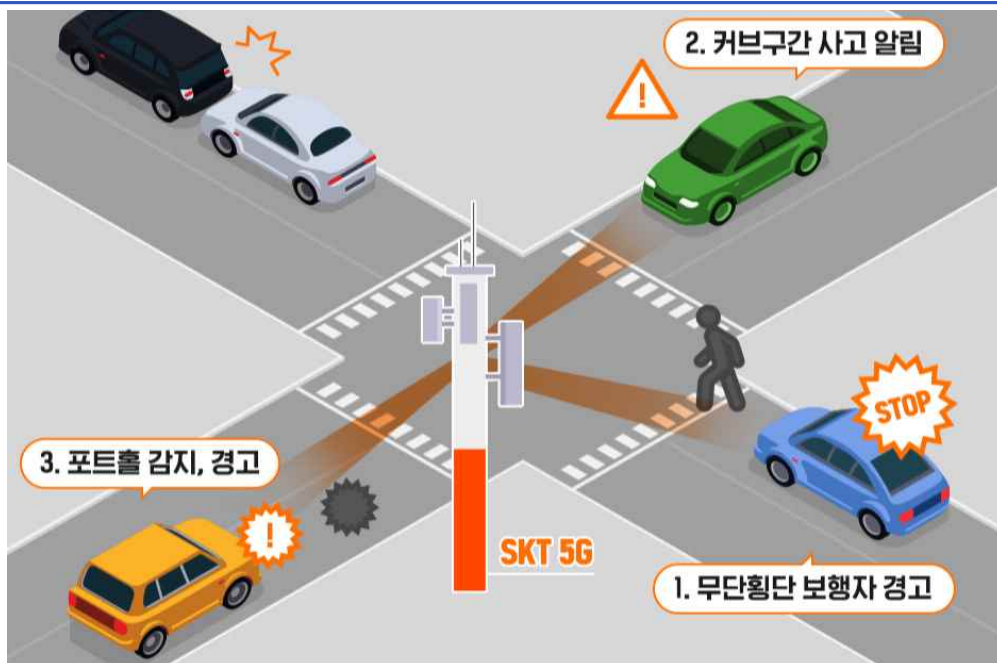 2. 커브구간 사고 알림
!
STOP
3. 포트홀 감지, 경고
!
SKT 5G
1. 무단횡단 보행자 경고